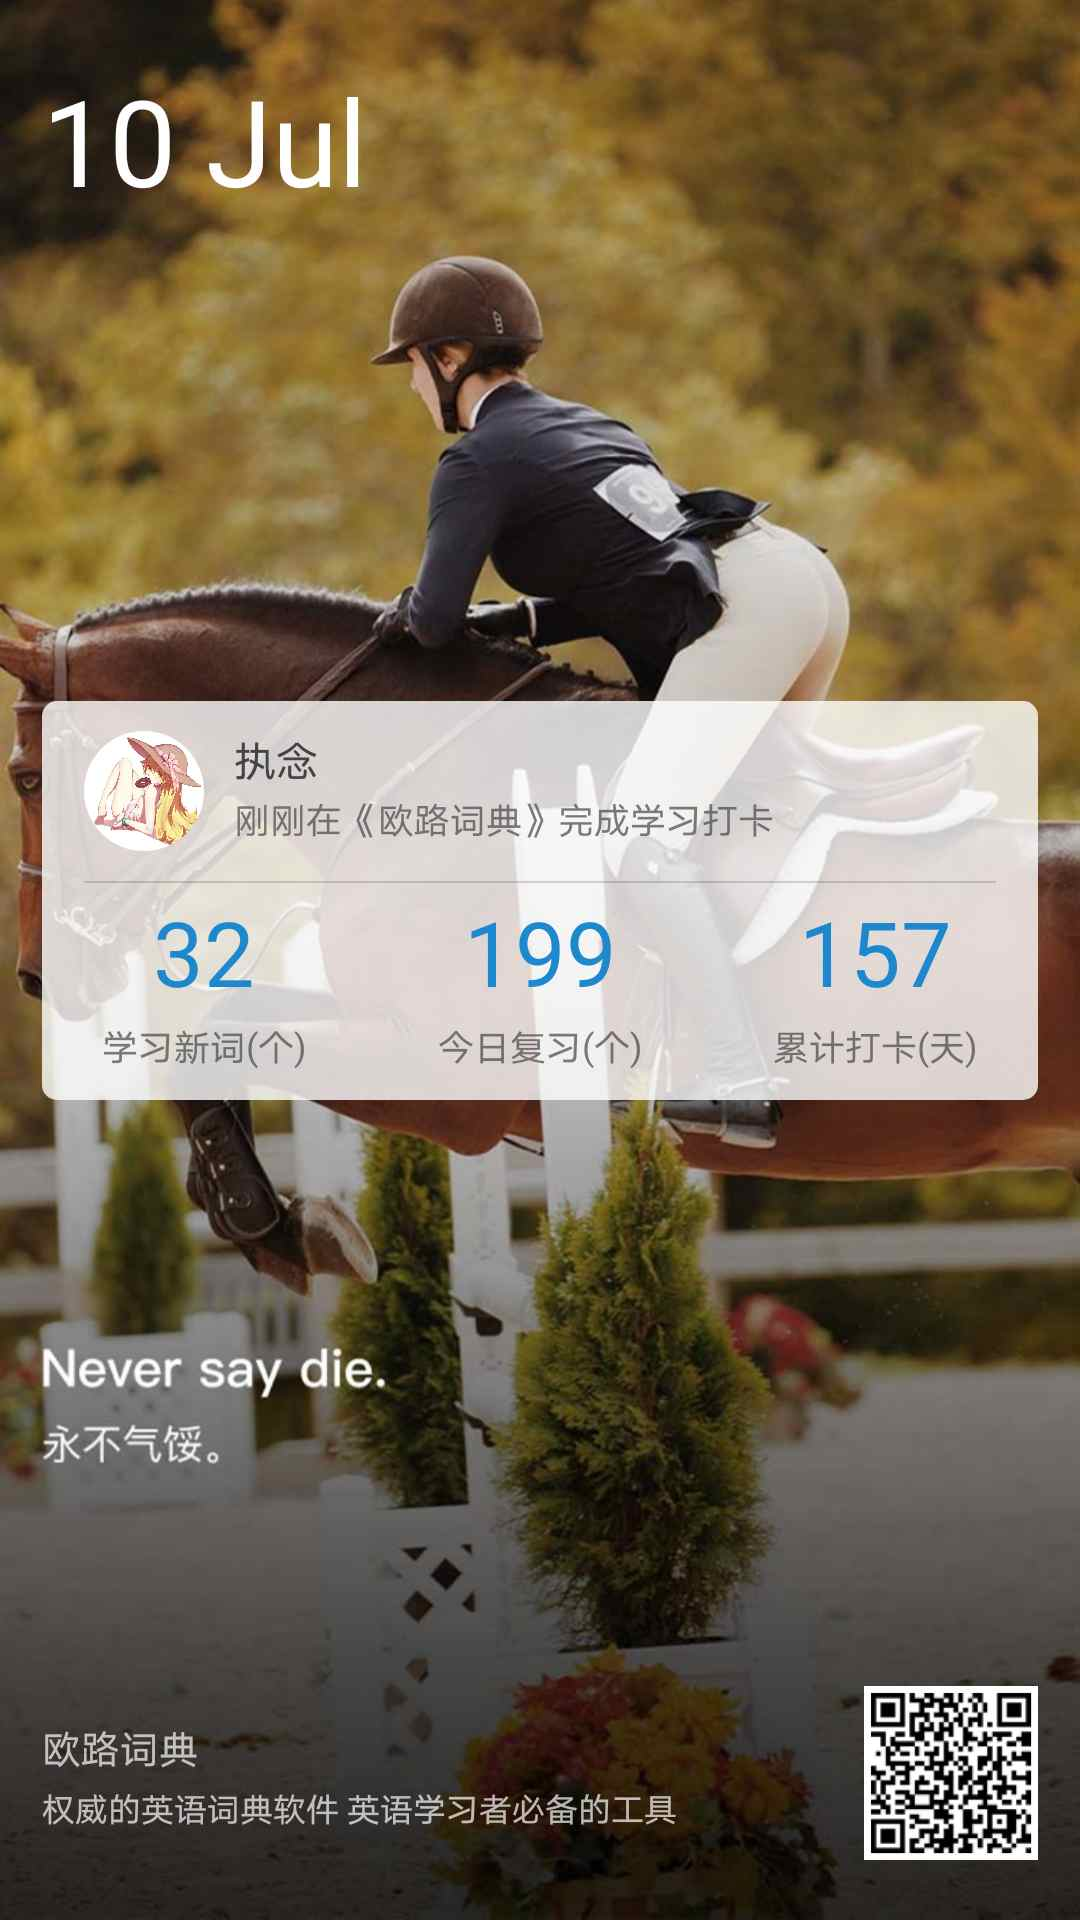 10 Jul
9
执念
刚刚在《欧路词典》完成学习打卡
32 199 157
学习新词(个) 今日复习(个) 累计打卡(天)
Never say die.
永不气馁。
欧路词典
权威的英语词典软件 英语学习者必备的工具